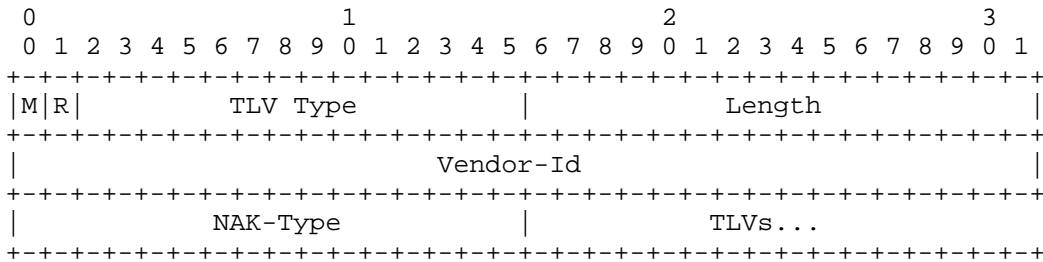 0                   1                   2                   3
 0 1 2 3 4 5 6 7 8 9 0 1 2 3 4 5 6 7 8 9 0 1 2 3 4 5 6 7 8 9 0 1
+-+-+-+-+-+-+-+-+-+-+-+-+-+-+-+-+-+-+-+-+-+-+-+-+-+-+-+-+-+-+-+-+
|M|R|         TLV Type          |            Length             |
+-+-+-+-+-+-+-+-+-+-+-+-+-+-+-+-+-+-+-+-+-+-+-+-+-+-+-+-+-+-+-+-+
|                          Vendor-Id                            |
+-+-+-+-+-+-+-+-+-+-+-+-+-+-+-+-+-+-+-+-+-+-+-+-+-+-+-+-+-+-+-+-+
|            NAK-Type           |           TLVs...
+-+-+-+-+-+-+-+-+-+-+-+-+-+-+-+-+-+-+-+-+-+-+-+-+-+-+-+-+-+-+-+-+